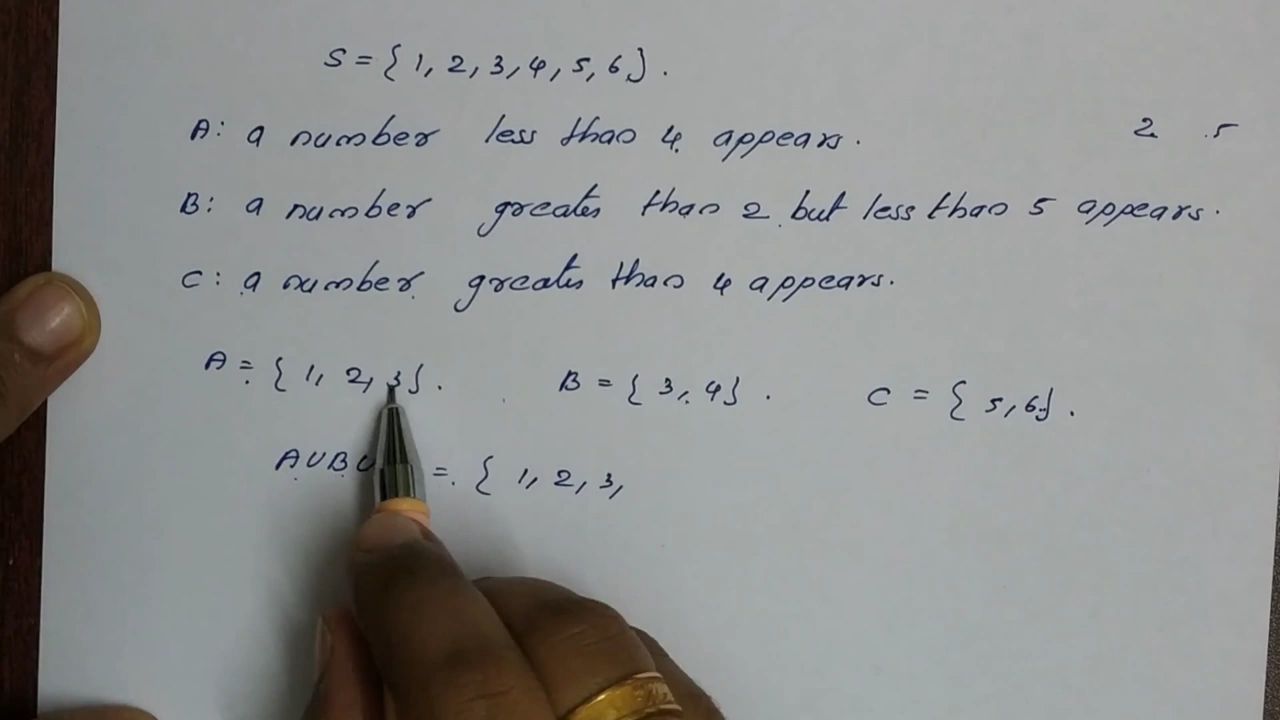 S = { 1, 2, 3, 4, 5, 6 } .
A : a number less than 4 appears .
2 5
B : a number greater than 2 but less than 5 appears .
C : a number greater than 4 appears .
A = { 1, 2, 3 } . B = { 3, 4 } . C = { 5, 6 } .
A ∪ B ∪ = { 1, 2, 3,